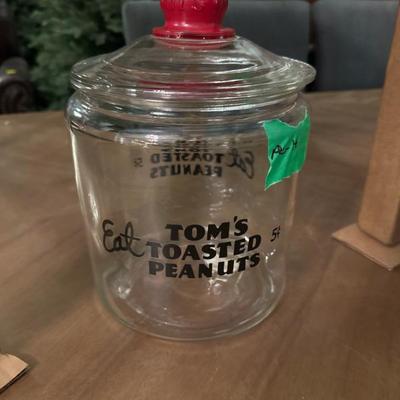 Eat TOM'S
TOASTED 5¢
PEANUTS